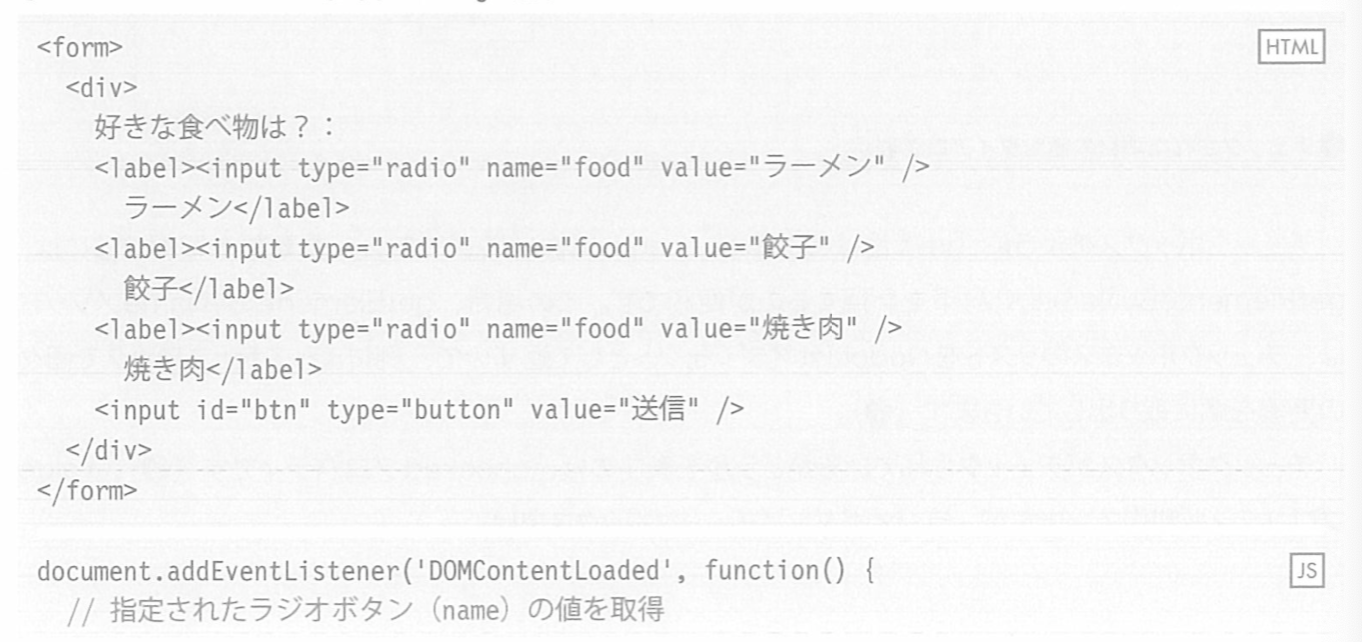 <form>
HTML
<div>
好きな食べ物は？：
<label><input type="radio" name="food" value="ラーメン" />
ラーメン</label>
<label><input type="radio" name="food" value="餃子" />
餃子</label>
<label><input type="radio" name="food" value="焼き肉" />
焼き肉</label>
<input id="btn" type="button" value="送信" />
</div>
</form>
document.addEventListener('DOMContentLoaded', function() {
JS
// 指定されたラジオボタン（name）の値を取得